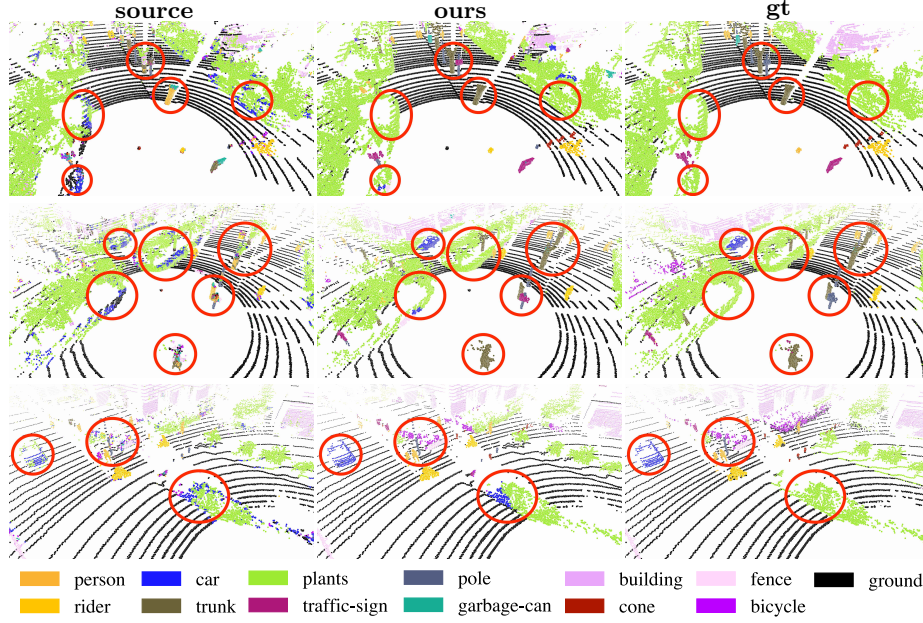 source ours gt
person car plants pole building fence ground
rider trunk traffic-sign garbage-can cone bicycle